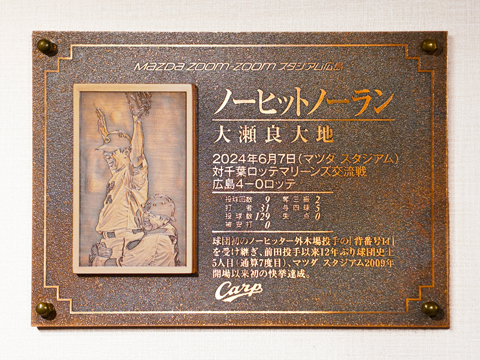 mazda Zoom-Zoom スタジアム広島
ノーヒットノーラン
大瀬良大地
2024年6月7日(マツダ スタジアム)
対千葉ロッテマリーンズ交流戦
広島4-0ロッテ
投球回数 9 奪三振 2
打者 31 与四球 5
投球数 129 失点 0
被安打 0
球団初のノーヒッター外木場投手の「背番号14」
を受け継ぎ、前田投手以来12年ぶり球団史上
5人目(通算7度目)、マツダ スタジアム2009年
開場以来初の快挙達成。
Carp